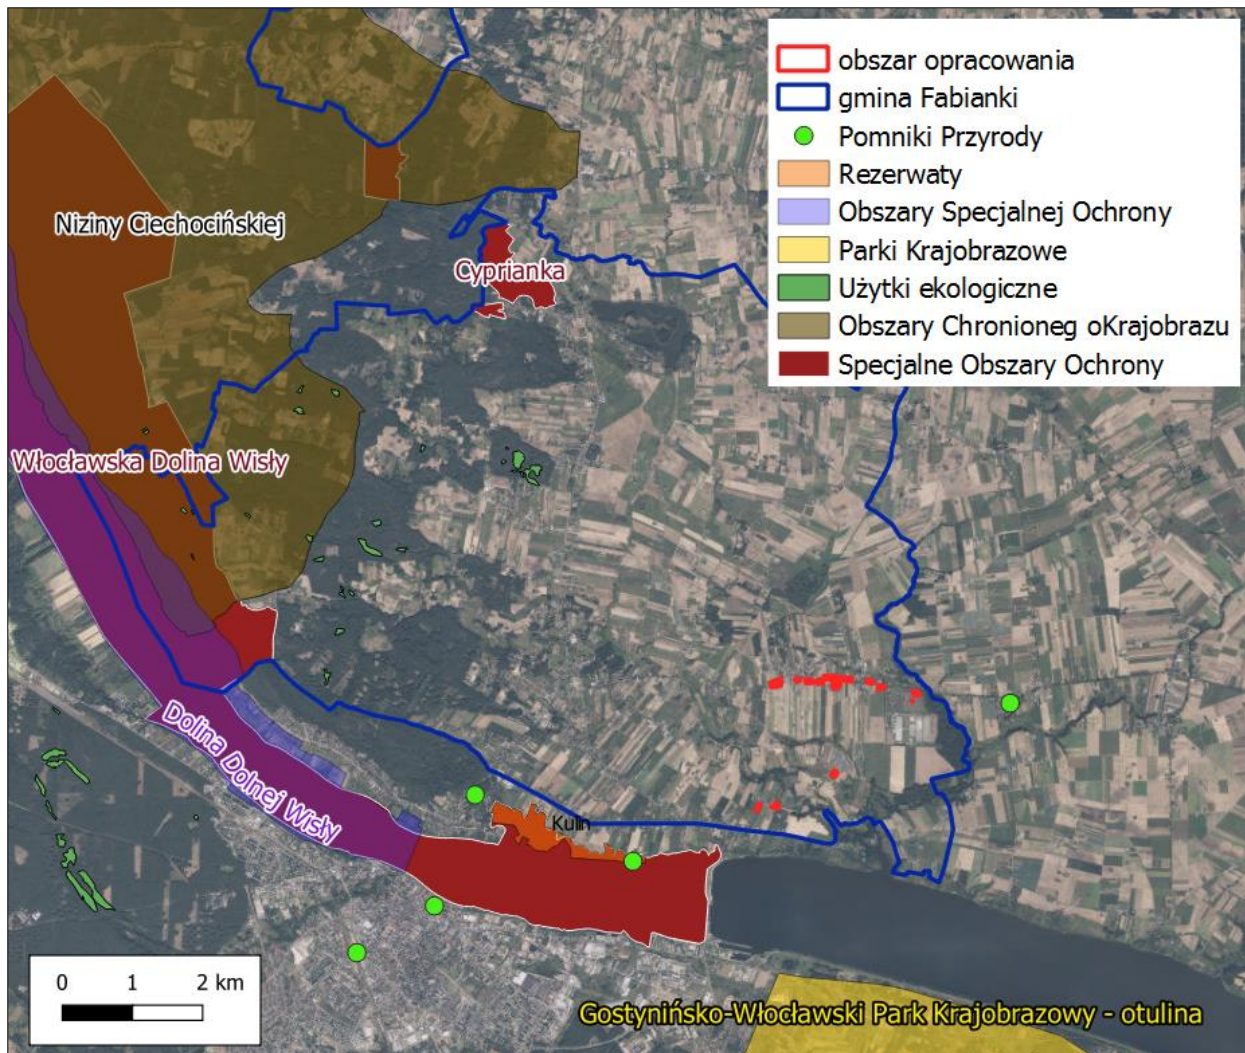 obszar opracowania
gmina Fabianki
Pomniki Przyrody
Rezerwaty
Obszary Specjalnej Ochrony
Parki Krajobrazowe
Użytki ekologiczne
Obszary Chronioneg oKrajobrazu
Specjalne Obszary Ochrony
Niziny Ciechocińskiej
Cyprianka
Włocławska Dolina Wisły
Dolina Dolnej Wisły
Kulin
0 1 2 km
Gostynińsko-Włocławski Park Krajobrazowy - otulina